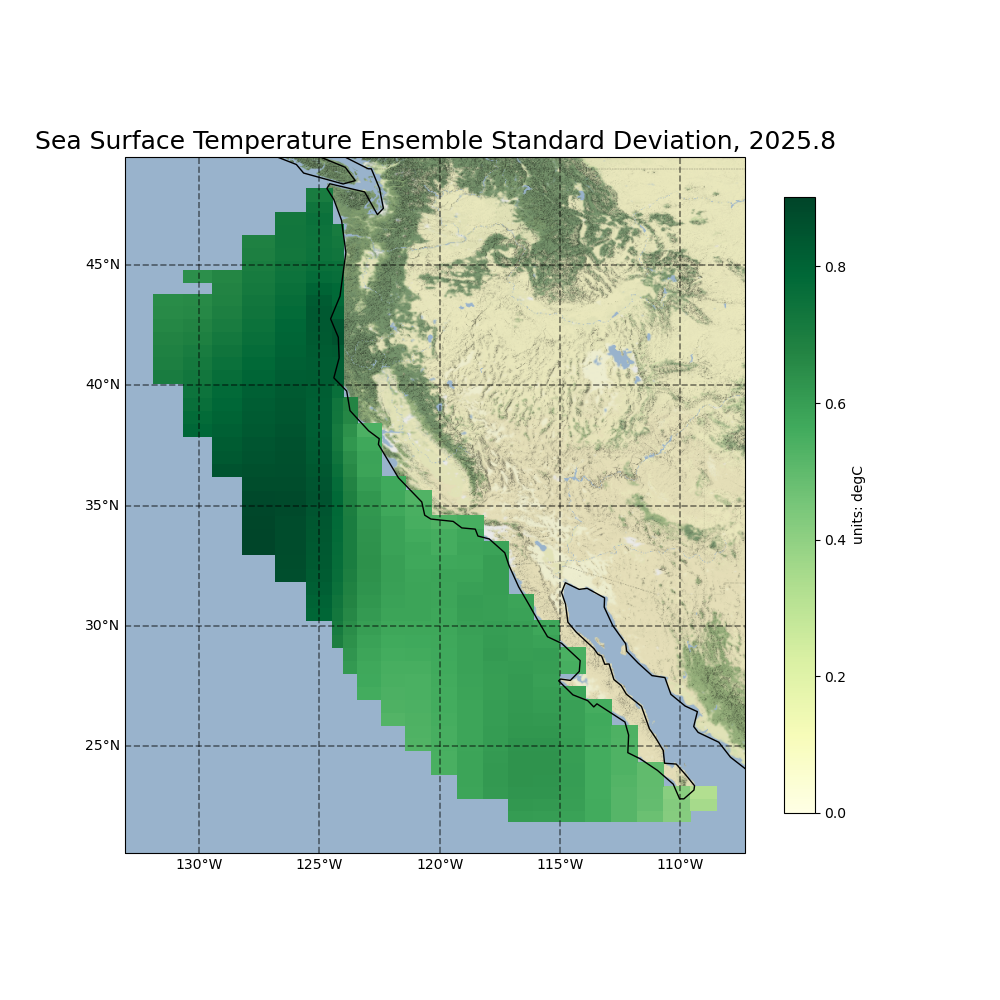 Sea Surface Temperature Ensemble Standard Deviation, 2025.8
45°N
40°N
35°N
30°N
25°N
130°W
125°W
120°W
115°W
110°W
0.8
0.6
0.4
0.2
0.0
units: degC